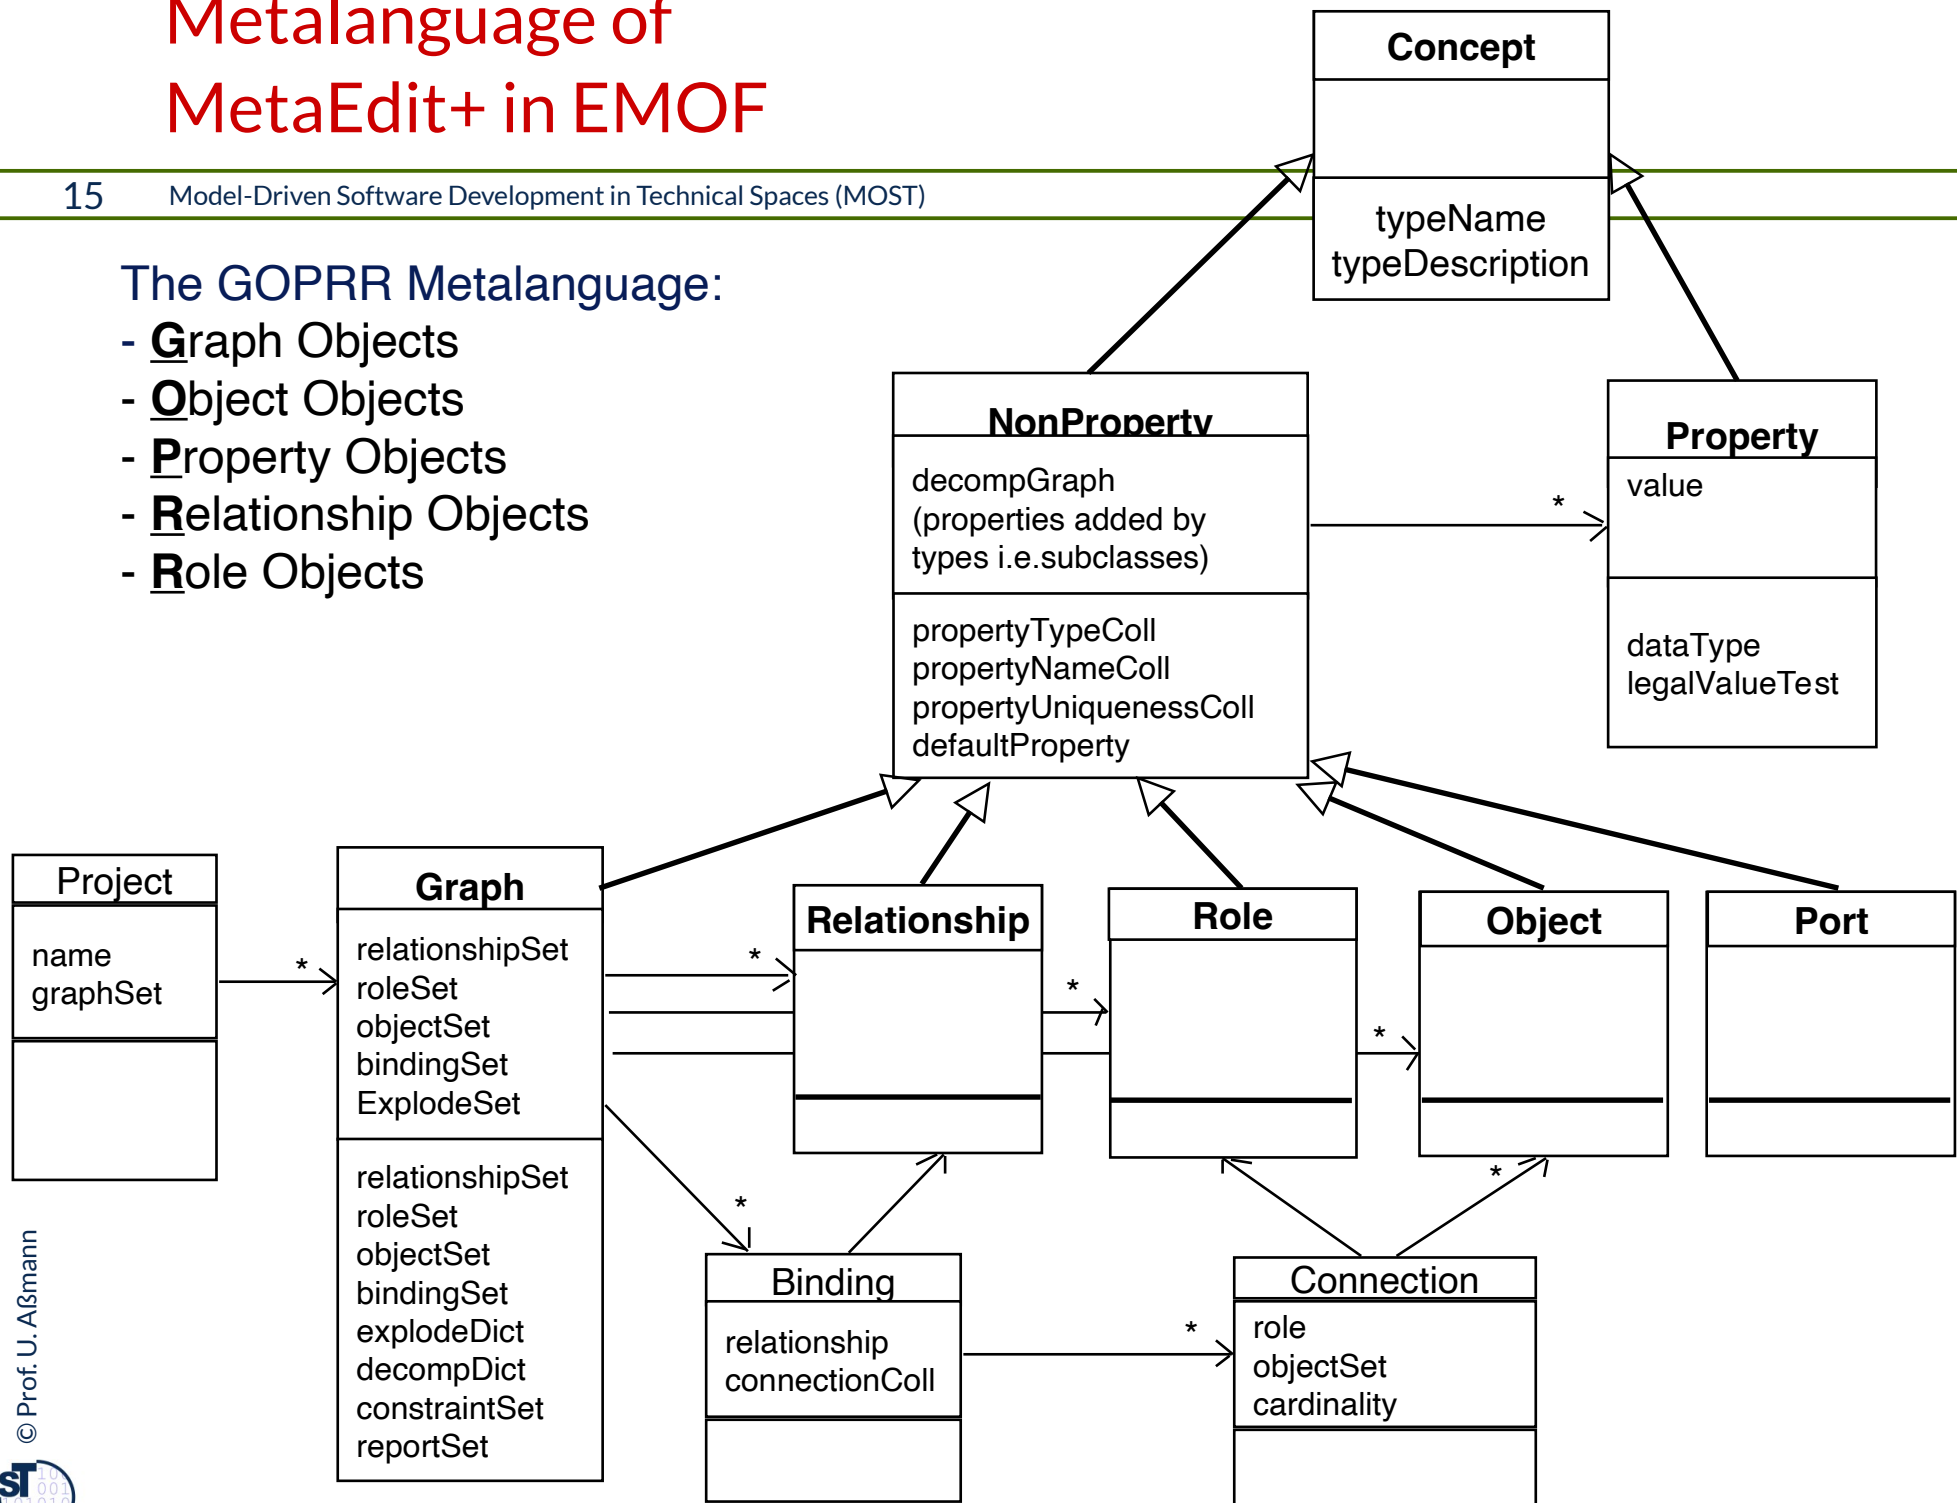 Metalanguage of
MetaEdit+ in EMOF
15
Model-Driven Software Development in Technical Spaces (MOST)
The GOPRR Metalanguage:
- Graph Objects
- Object Objects
- Property Objects
- Relationship Objects
- Role Objects
Concept
typeName
typeDescription
NonProperty
decompGraph
(properties added by
types i.e.subclasses)
propertyTypeColl
propertyNameColl
propertyUniquenessColl
defaultProperty
*
Property
value
dataType
legalValueTest
Project
name
graphSet
*
Graph
relationshipSet
roleSet
objectSet
bindingSet
ExplodeSet
relationshipSet
roleSet
objectSet
bindingSet
explodeDict
decompDict
constraintSet
reportSet
*
Relationship
*
Role
*
Object
Port
*
Binding
relationship
connectionColl
*
Connection
role
objectSet
cardinality
*
© Prof. U. Aßmann
ST